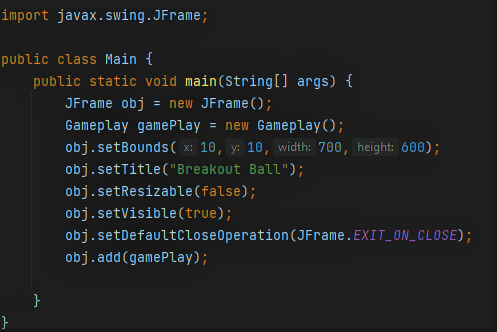 import javax.swing.JFrame;
public class Main {
public static void main(String[] args) {
JFrame obj = new JFrame();
Gameplay gamePlay = new Gameplay();
obj.setBounds( x: 10, y: 10, width: 700, height: 600);
obj.setTitle("Breakout Ball");
obj.setResizable(false);
obj.setVisible(true);
obj.setDefaultCloseOperation(JFrame.EXIT_ON_CLOSE);
obj.add(gamePlay);
}
}